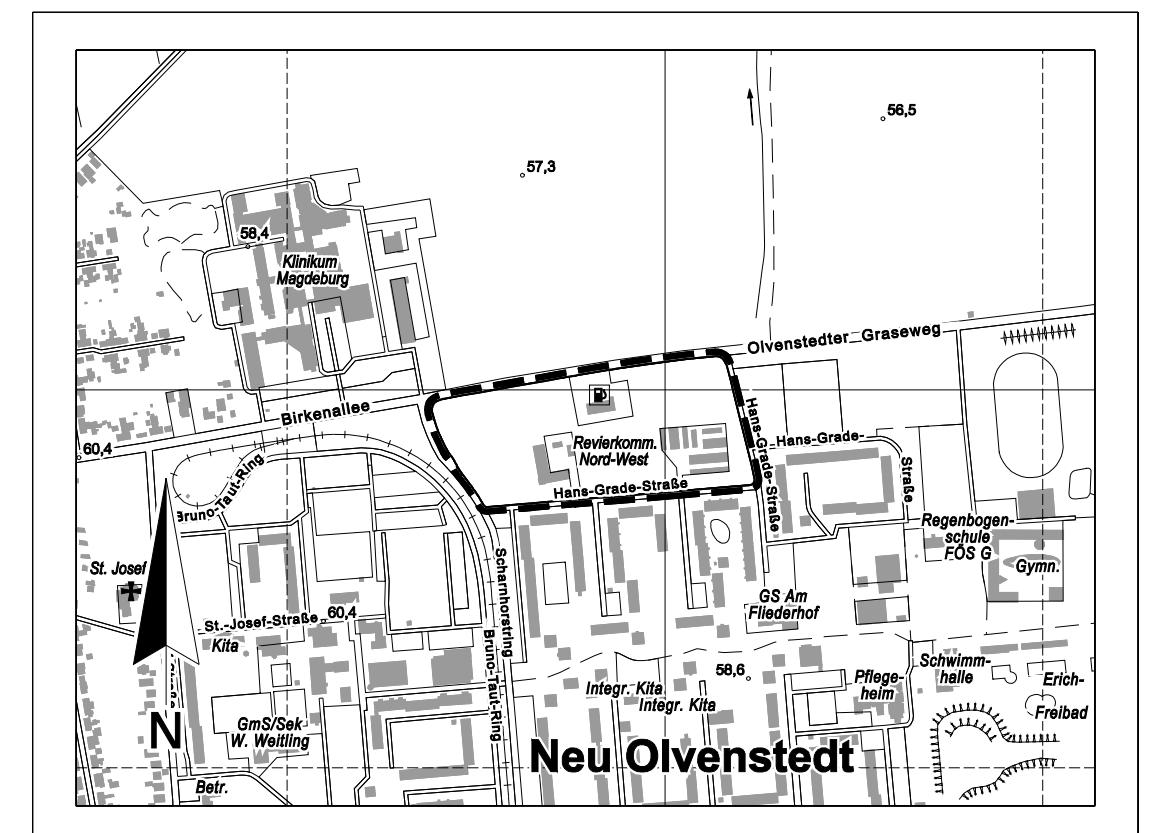 56,5
57,3
58,4
Klinikum
Magdeburg
Olvenstedter Graseweg
Birkenallee
Hans-Grade-Straße
Hans-Grade-
Straße
Revierkomm.
Nord-West
60,4
Bruno-Taut-Ring
Hans-Grade-Straße
Regenbogen-
schule
FÖS G
Gymn.
St. Josef
Scharnhorstring
GS Am
Fliederhof
St.-Josef-Straße
60,4
Kita
Bruno-Taut-Ring
58,6
Schwimm-
halle
Pflege-
heim
Erich-
Freibad
Integr. Kita
Integr. Kita
GmS/Sek
W. Weitling
N
Neu Olvenstedt
Betr.